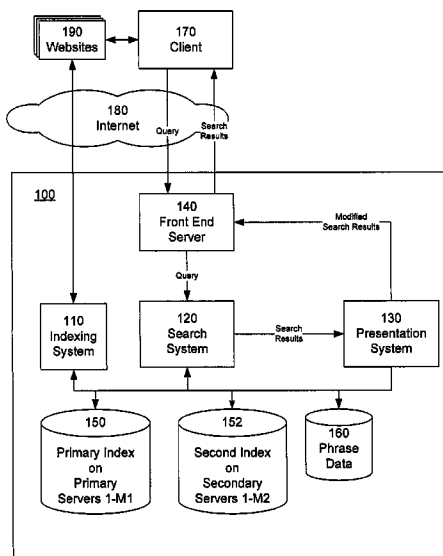 190
Websites
170
Client
180
Internet
Query
Search
Results
100
140
Front End
Server
Modified
Search Results
Query
110
Indexing
System
120
Search
System
Search
Results
130
Presentation
System
150
Primary Index
on
Primary
Servers 1-M1
152
Second Index
on
Secondary
Servers 1-M2
160
Phrase
Data